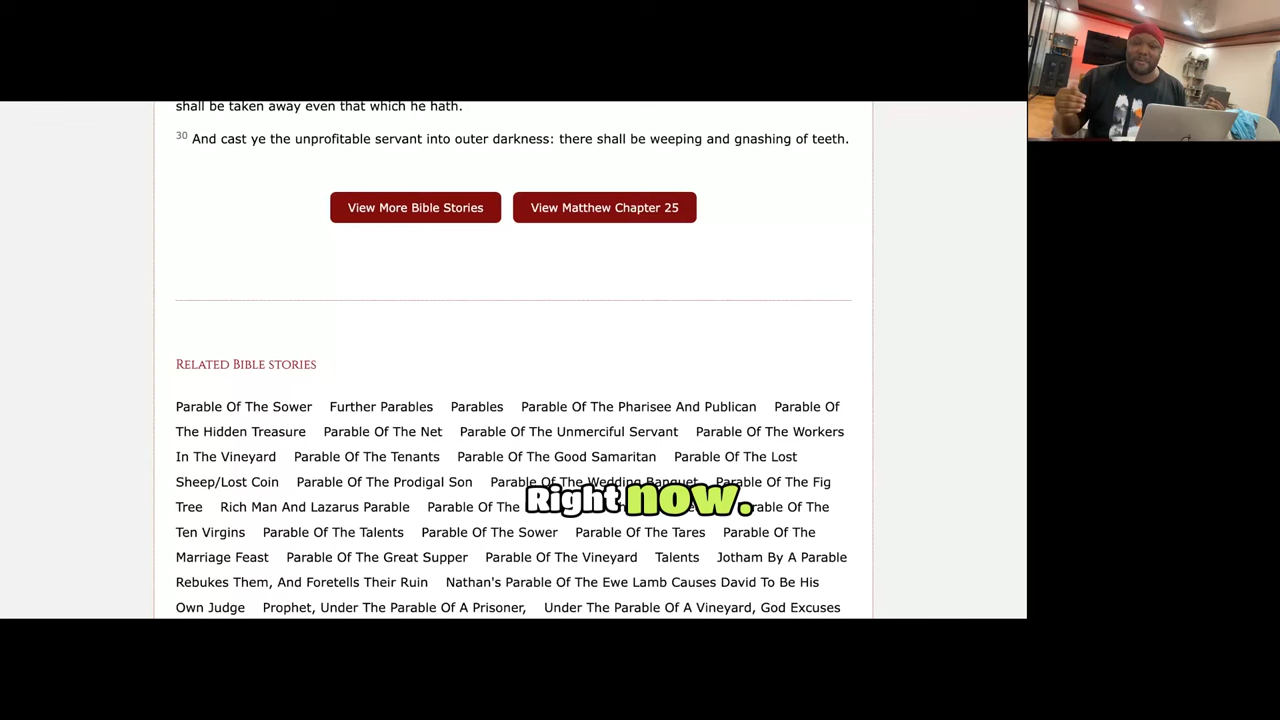 shall be taken away even that which he hath.
30 And cast ye the unprofitable servant into outer darkness: there shall be weeping and gnashing of teeth.
View More Bible Stories View Matthew Chapter 25
RELATED BIBLE STORIES
Parable Of The Sower Further Parables Parables Parable Of The Pharisee And Publican Parable Of
The Hidden Treasure Parable Of The Net Parable Of The Unmerciful Servant Parable Of The Workers
In The Vineyard Parable Of The Tenants Parable Of The Good Samaritan Parable Of The Lost
Sheep/Lost Coin Parable Of The Prodigal Son Parable Of The Wedding Banquet Parable Of The Fig
Right now.
Tree Rich Man And Lazarus Parable Parable Of The Parable Of The
Ten Virgins Parable Of The Talents Parable Of The Sower Parable Of The Tares Parable Of The
Marriage Feast Parable Of The Great Supper Parable Of The Vineyard Talents Jotham By A Parable
Rebukes Them, And Foretells Their Ruin Nathan's Parable Of The Ewe Lamb Causes David To Be His
Own Judge Prophet, Under The Parable Of A Prisoner, Under The Parable Of A Vineyard, God Excuses